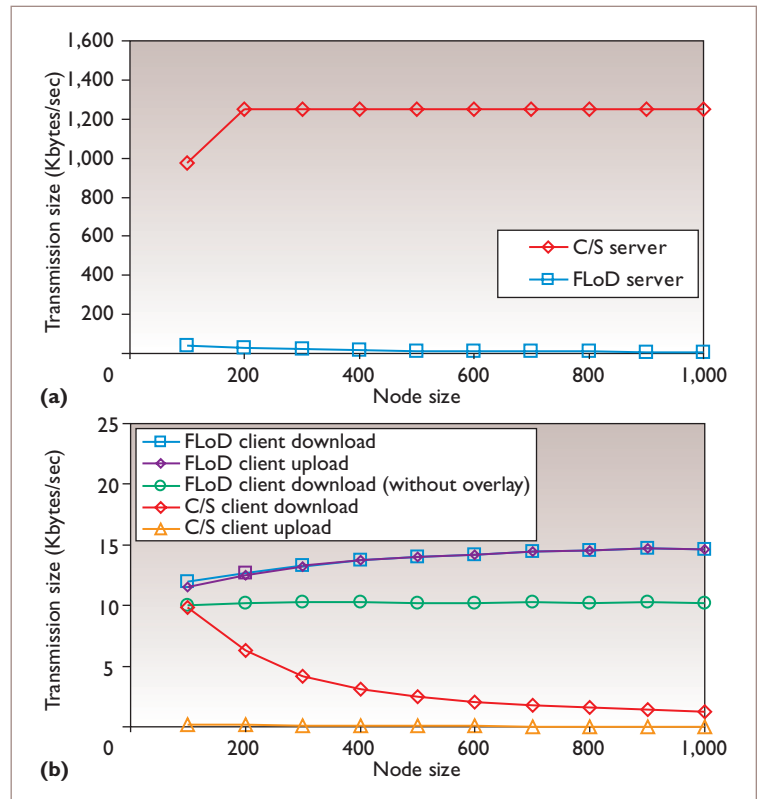 1,600
1,400
1,200
1,000
800
600
400
200
0
200
400
600
800
1,000
Transmission size (Kbytes/sec)
Node size
C/S server
FLoD server
(a)
25
20
15
10
5
0
200
400
600
800
1,000
Transmission size (Kbytes/sec)
Node size
FLoD client download
FLoD client upload
FLoD client download (without overlay)
C/S client download
C/S client upload
(b)